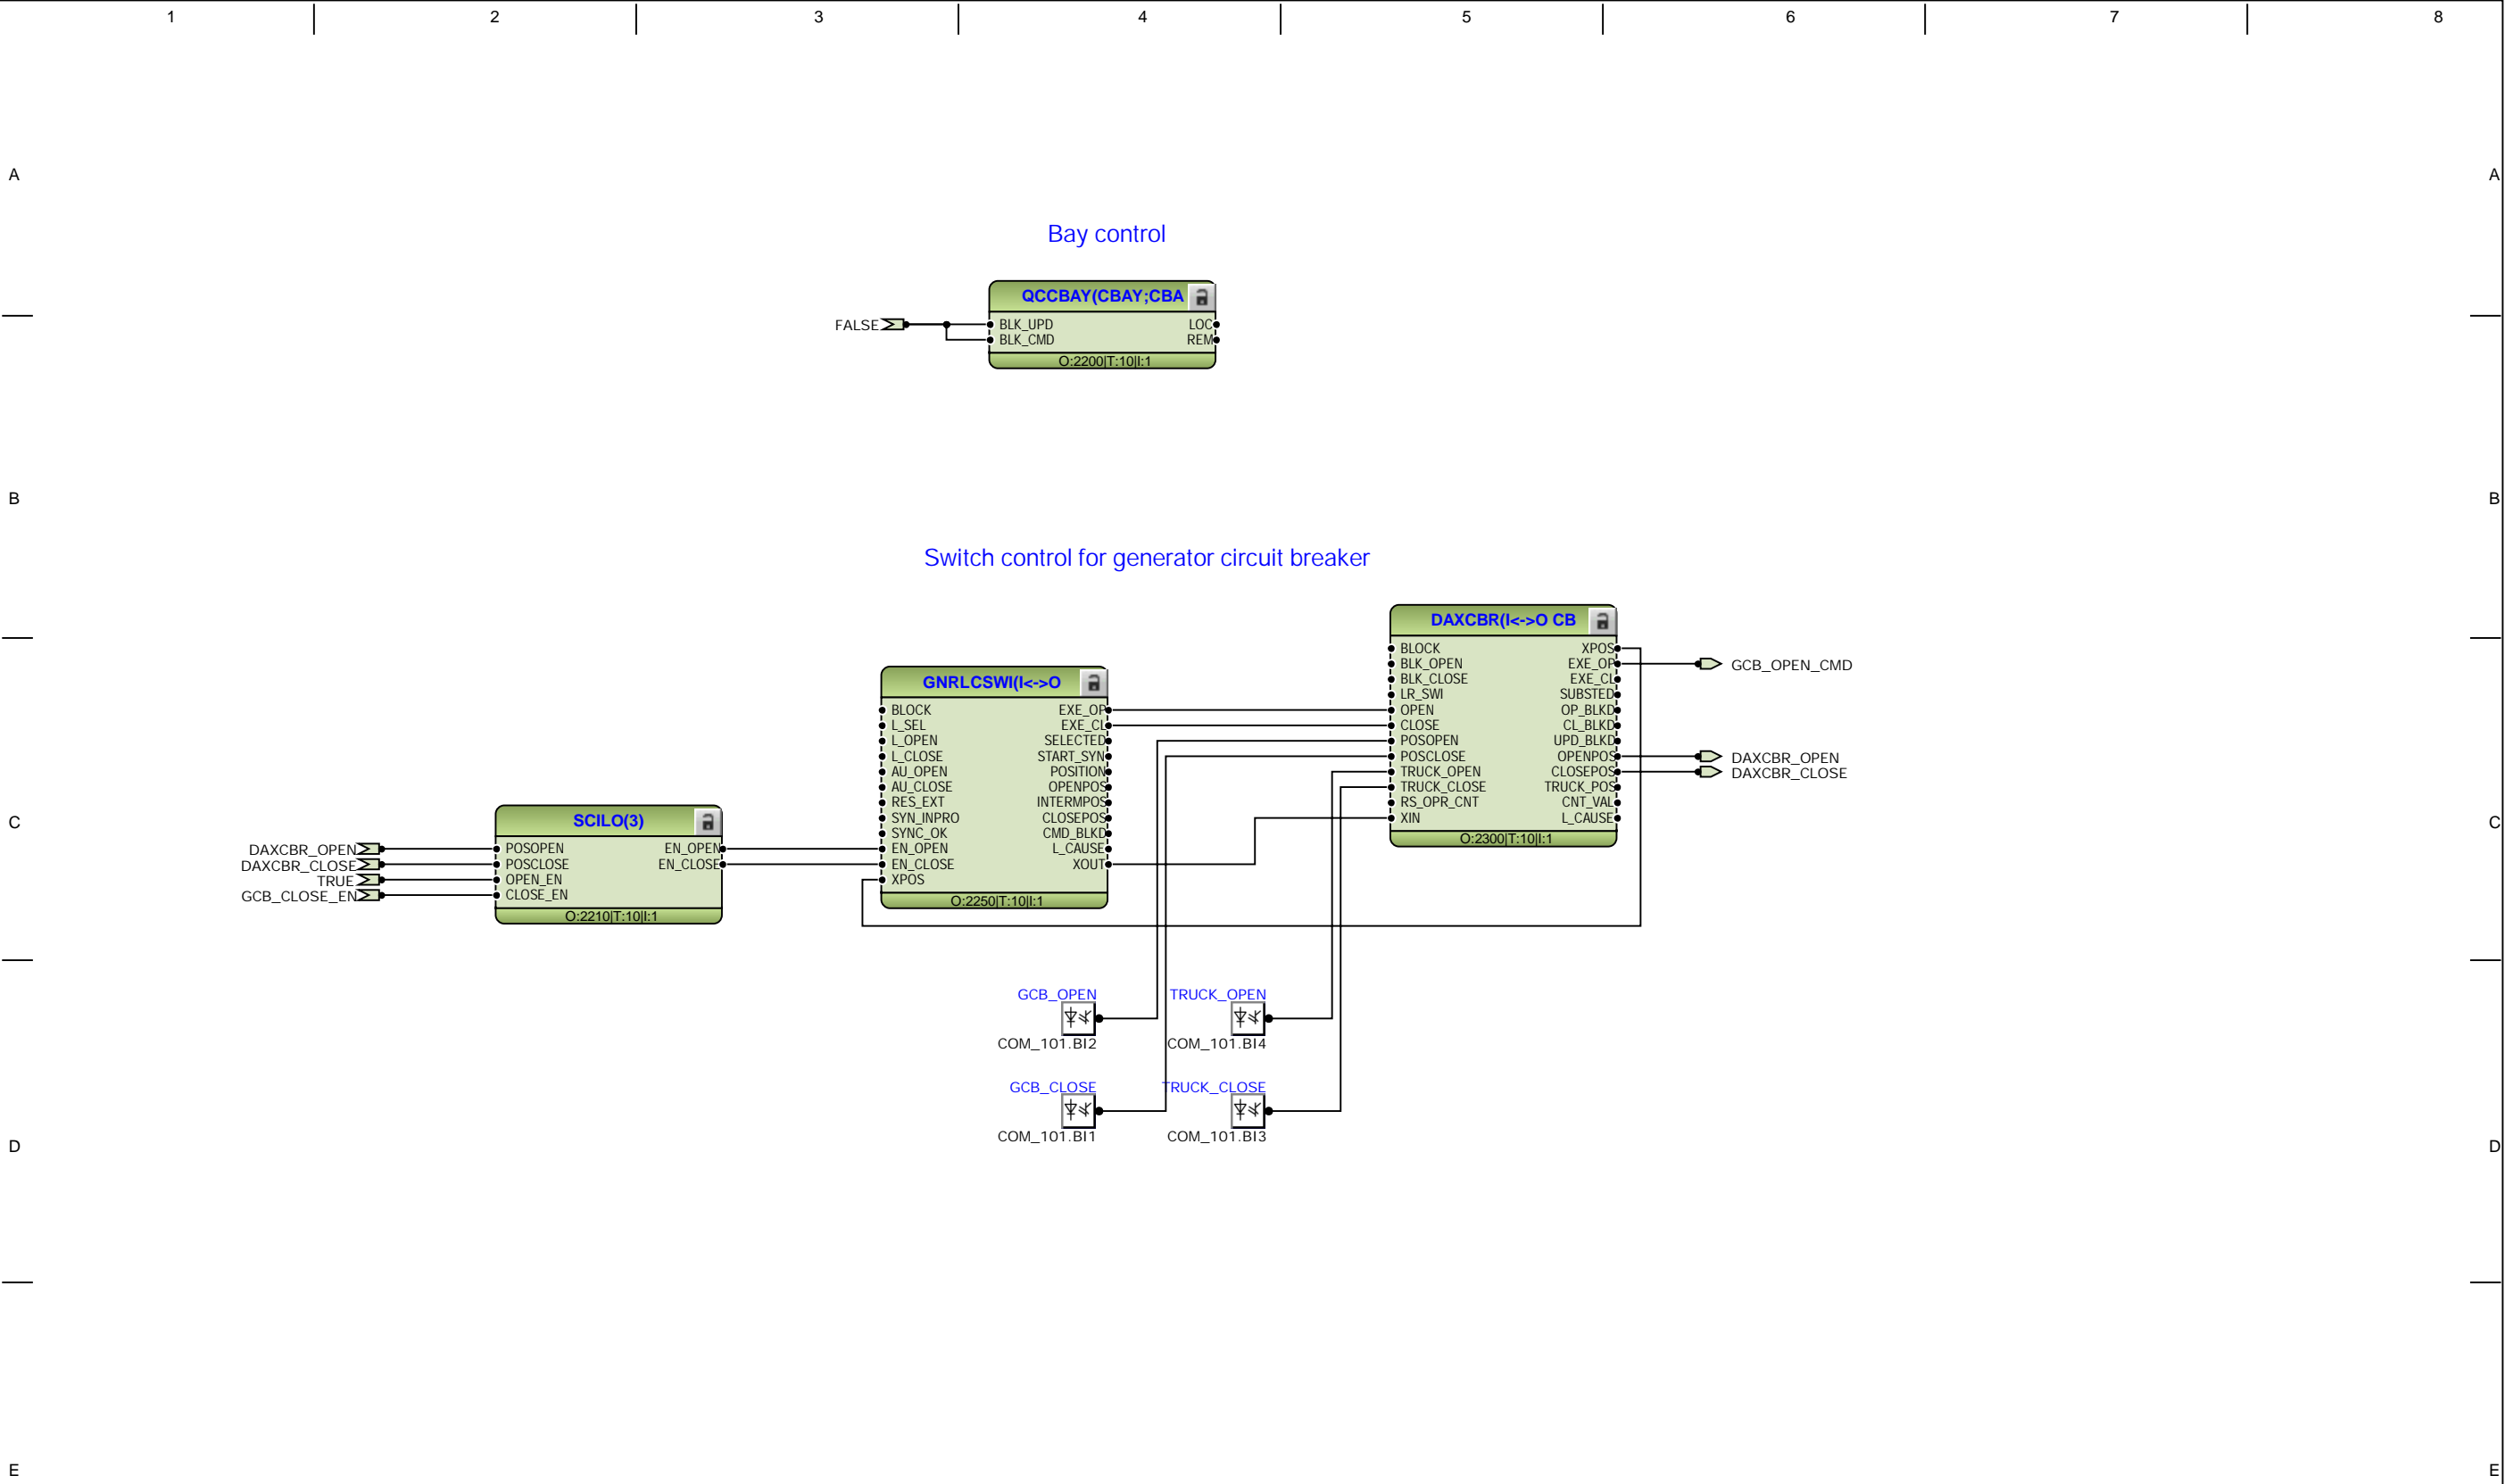 1 2 3 4 5 6 7 8
A A
Bay control
QCCBAY(CBAY;CBA
FALSE
BLK_UPD LOC
BLK_CMD REM
O:2200|T:10|I:1
B B
Switch control for generator circuit breaker
DAXCBR(I<->O CB
BLOCK XPOS
BLK_OPEN EXE_OP
BLK_CLOSE EXE_CL
LR_SWI SUBSTED
OPEN OP_BLKD
CLOSE CL_BLKD
POSOPEN UPD_BLKD
POSCLOSE OPENPOS
TRUCK_OPEN CLOSEPOS
TRUCK_CLOSE TRUCK_POS
RS_OPR_CNT CNT_VAL
XIN L_CAUSE
O:2300|T:10|I:1
GCB_OPEN_CMD
DAXCBR_OPEN
DAXCBR_CLOSE
GNRLCSWI(I<->O
BLOCK EXE_OP
L_SEL EXE_CL
L_OPEN SELECTED
L_CLOSE START_SYN
AU_OPEN POSITION
AU_CLOSE OPENPOS
RES_EXT INTERMPOS
SYN_INPRO CLOSEPOS
SYNC_OK CMD_BLKD
EN_OPEN L_CAUSE
EN_CLOSE XOUT
XPOS
O:2250|T:10|I:1
C C
SCILO(3)
DAXCBR_OPEN POSOPEN EN_OPEN
DAXCBR_CLOSE POSCLOSE EN_CLOSE
TRUE OPEN_EN
GCB_CLOSE_EN CLOSE_EN
O:2210|T:10|I:1
GCB_OPEN TRUCK_OPEN
COM_101.BI2 COM_101.BI4
GCB_CLOSE TRUCK_CLOSE
COM_101.BI1 COM_101.BI3
D D
E E